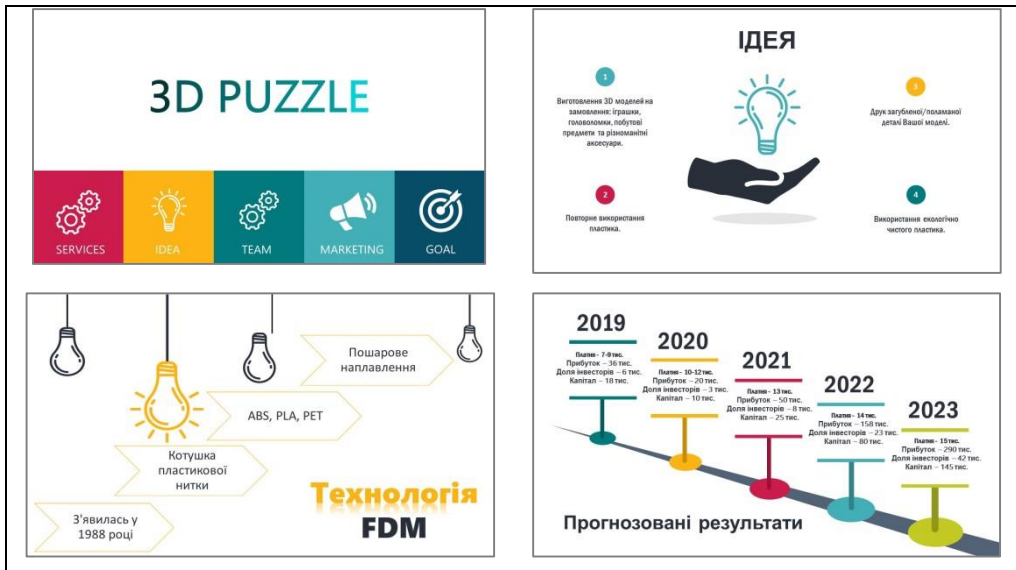 3D PUZZLE
SERVICES
IDEA
TEAM
MARKETING
GOAL
ІДЕЯ
1
Виготовлення 3D моделей на
замовлення: іграшки,
головоломки, побутові
предмети та різноманітні
аксесуари.
2
Повторне використання
пластика.
3
Друк загубленої/поламаної
деталі Вашої моделі.
4
Використання екологічно
чистого пластика.
Пошарове
наплавлення
ABS, PLA, PET
Котушка
пластикової
нитки
З'явилась у
1988 році
Технологія
FDM
2019
Платня - 7-9 тис.
Прибуток – 36 тис.
Доля інвесторів – 6 тис.
Капітал – 18 тис.
2020
Платня - 10-12 тис.
Прибуток – 20 тис.
Доля інвесторів – 3 тис.
Капітал – 10 тис.
2021
Платня - 13 тис.
Прибуток – 50 тис.
Доля інвесторів – 8 тис.
Капітал – 25 тис.
2022
Платня - 14 тис.
Прибуток – 158 тис.
Доля інвесторів – 23 тис.
Капітал – 80 тис.
2023
Платня - 15 тис.
Прибуток – 290 тис.
Доля інвесторів – 42 тис.
Капітал – 145 тис.
Прогнозовані результати